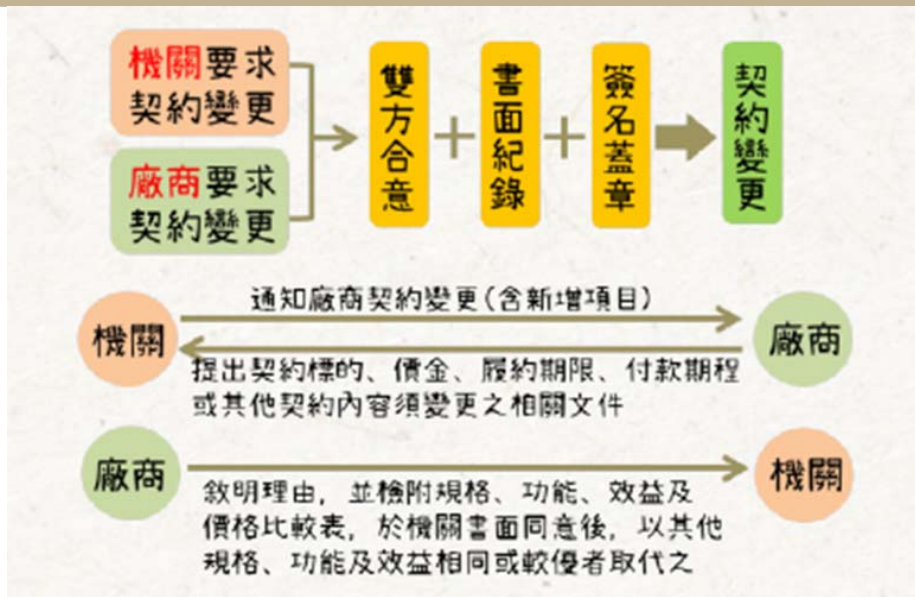 機關要求
契約變更
廠商要求
契約變更
雙方合意
+
書面紀錄
+
簽名蓋章
契約變更
通知廠商契約變更(含新增項目)
機關
廠商
提出契約標的、價金、履約期限、付款期程
或其他契約內容須變更之相關文件
廠商
機關
敘明理由，並檢附規格、功能、效益及
價格比較表，於機關書面同意後，以其他
規格、功能及效益相同或較優者取代之